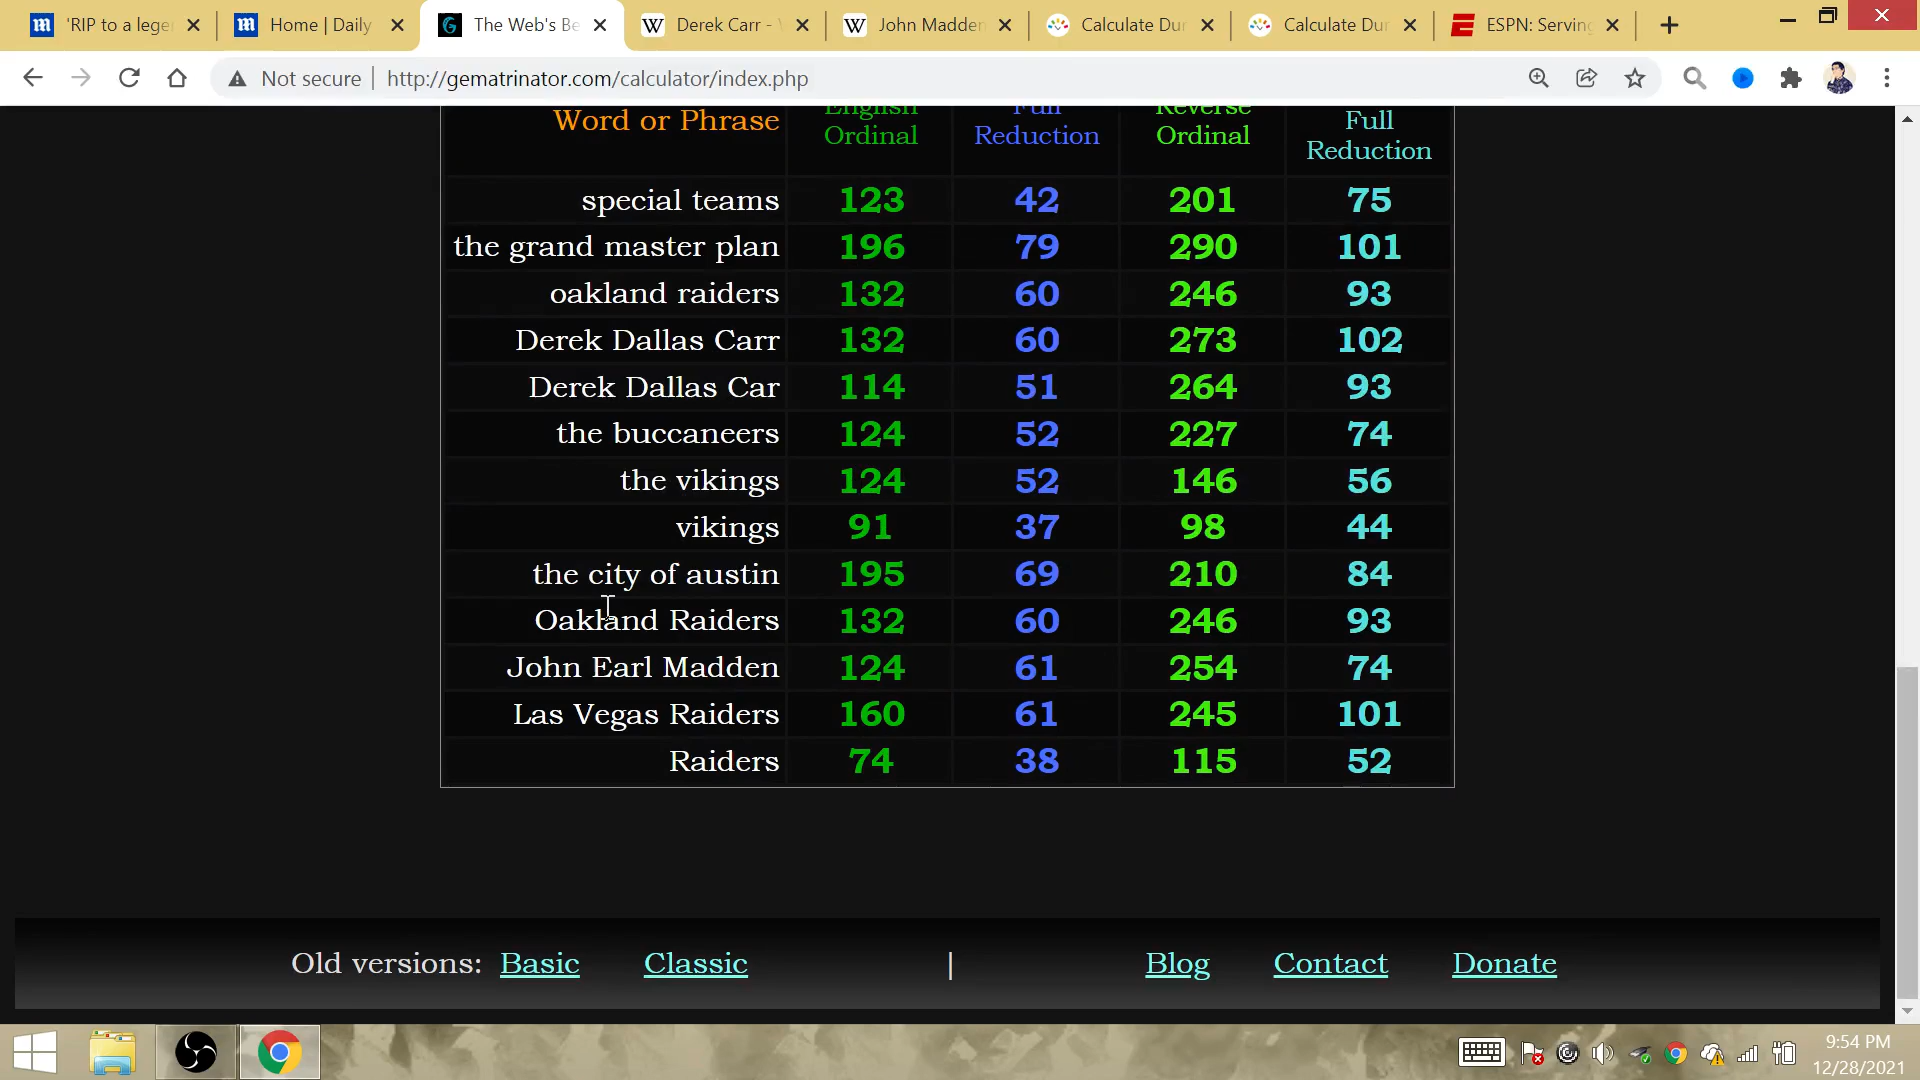 'RIP to a lege
Home | Daily
The Web's Be
Derek Carr - W
John Madden
Calculate Dur
Calculate Dur
ESPN: Serving
Not secure | http://gematrinator.com/calculator/index.php
Word or Phrase
English Ordinal
Full Reduction
Reverse Ordinal
Full Reduction
special teams 123 42 201 75
the grand master plan 196 79 290 101
oakland raiders 132 60 246 93
Derek Dallas Carr 132 60 273 102
Derek Dallas Car 114 51 264 93
the buccaneers 124 52 227 74
the vikings 124 52 146 56
vikings 91 37 98 44
the city of austin 195 69 210 84
Oakland Raiders 132 60 246 93
John Earl Madden 124 61 254 74
Las Vegas Raiders 160 61 245 101
Raiders 74 38 115 52
Old versions: Basic Classic | Blog Contact Donate
9:54 PM
12/28/2021